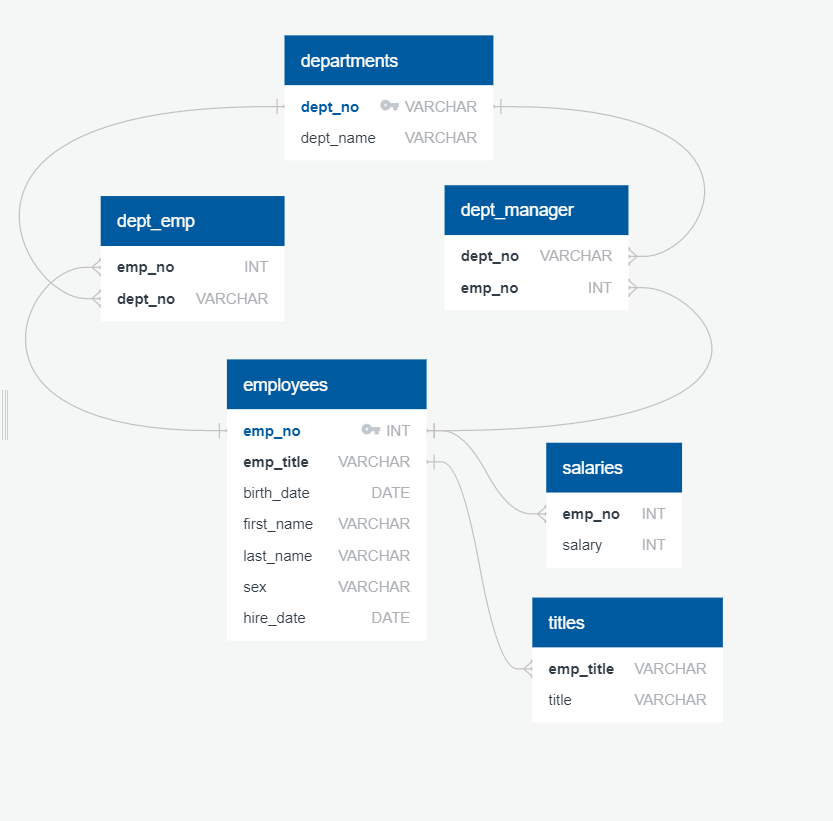 departments
dept_no VARCHAR
dept_name VARCHAR
dept_emp
emp_no INT
dept_no VARCHAR
dept_manager
dept_no VARCHAR
emp_no INT
employees
emp_no INT
emp_title VARCHAR
birth_date DATE
first_name VARCHAR
last_name VARCHAR
sex VARCHAR
hire_date DATE
salaries
emp_no INT
salary INT
titles
emp_title VARCHAR
title VARCHAR